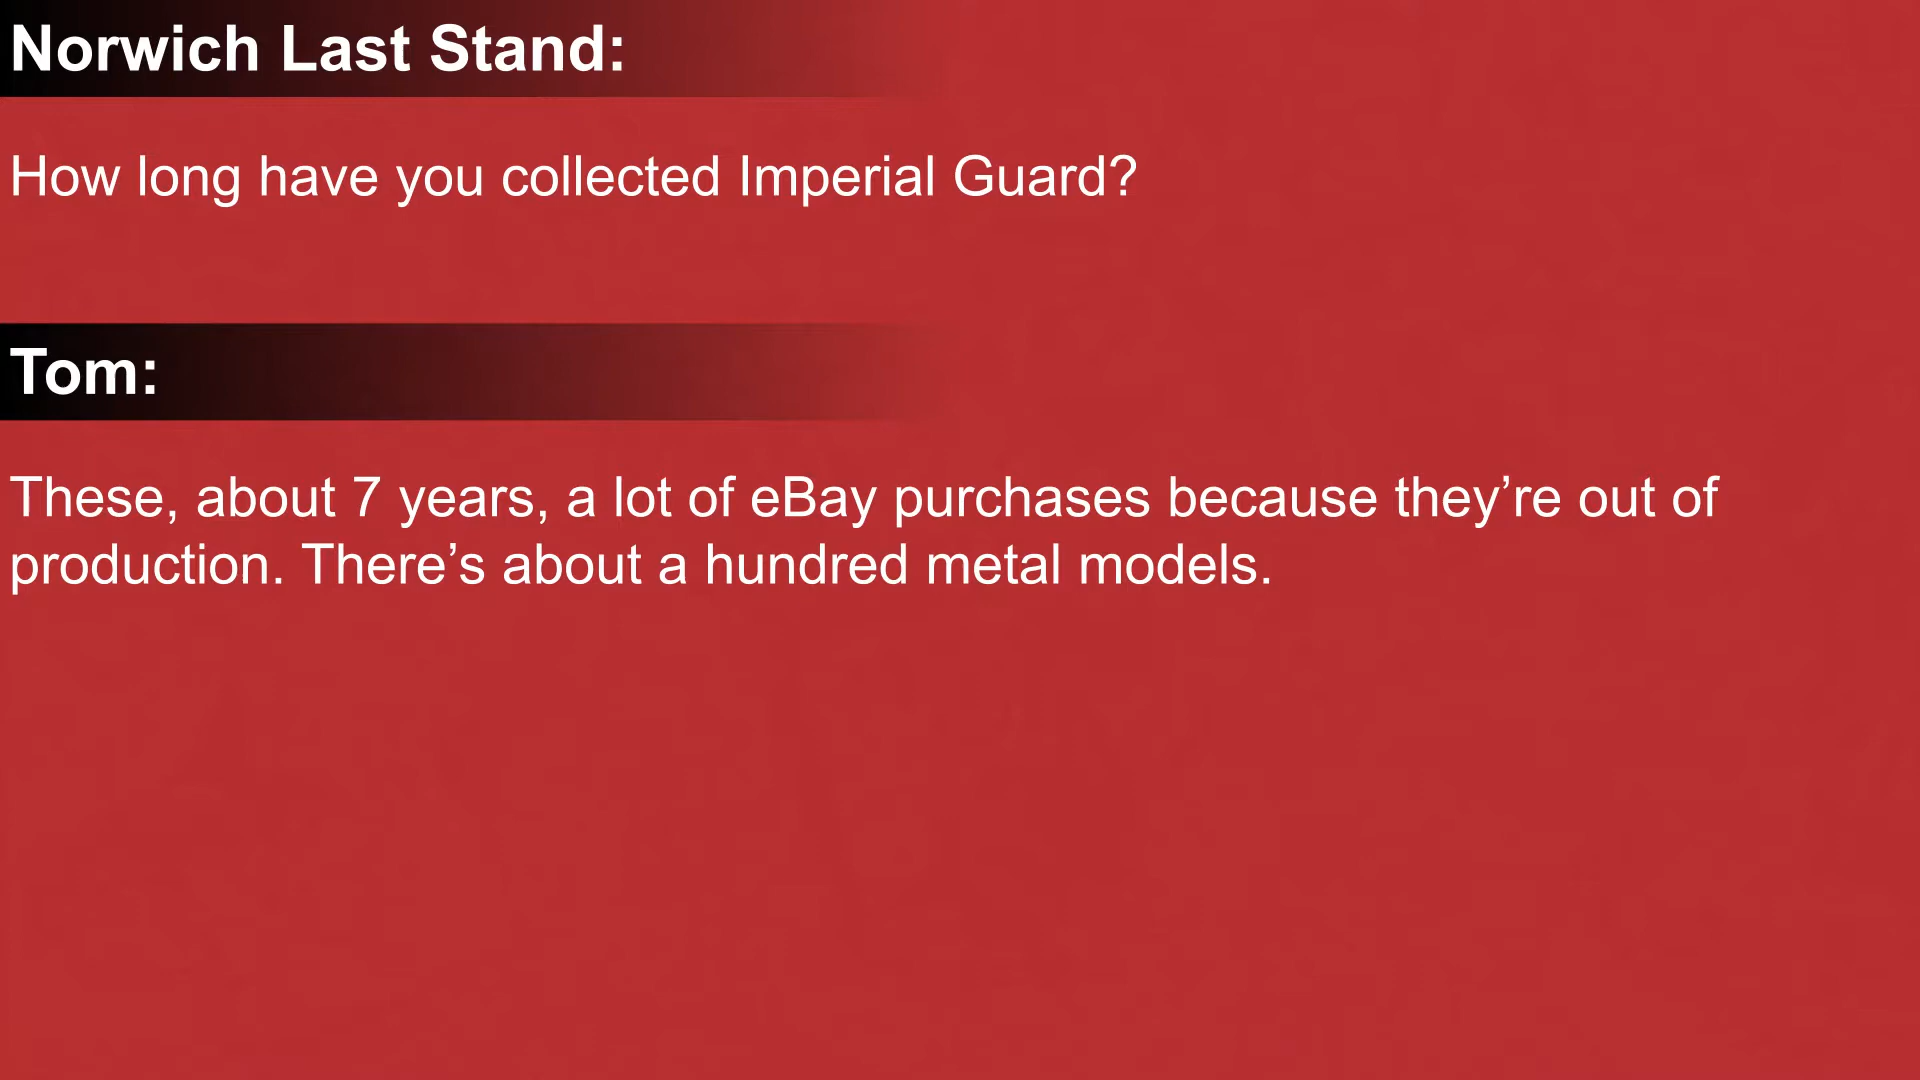 Norwich Last Stand:
How long have you collected Imperial Guard?
Tom:
These, about 7 years, a lot of eBay purchases because they’re out of
production. There’s about a hundred metal models.